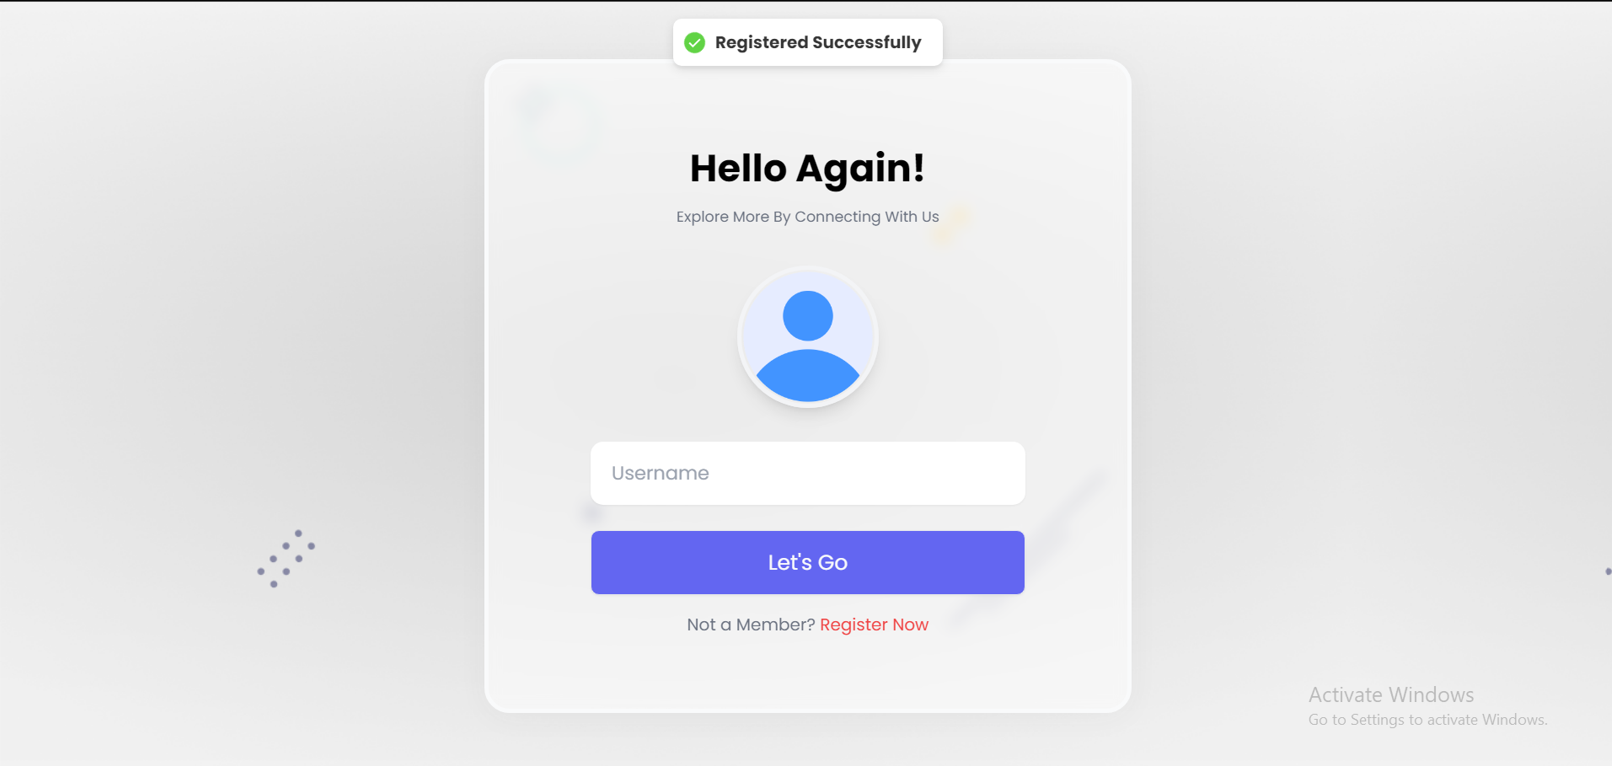 Registered Successfully
Hello Again!
Explore More By Connecting With Us
Username
Let's Go
Not a Member? Register Now
Activate Windows
Go to Settings to activate Windows.